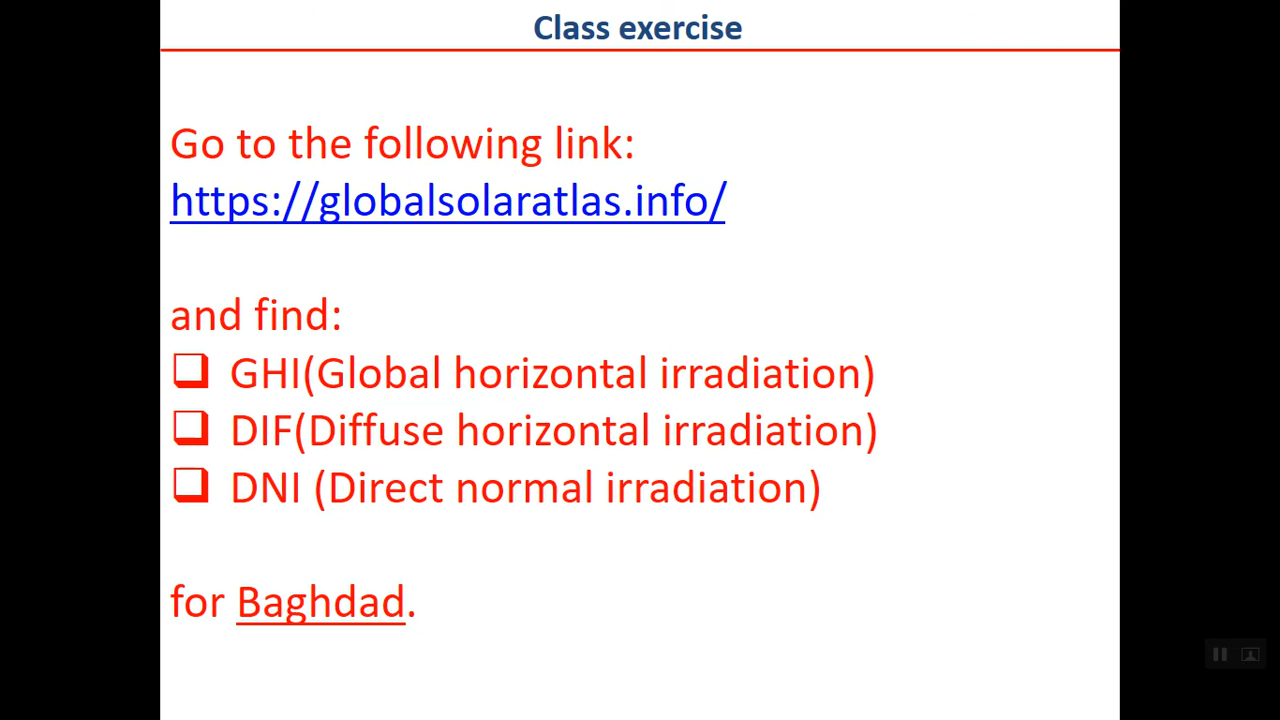 Class exercise
Go to the following link:
https://globalsolaratlas.info/
and find:
❑ GHI(Global horizontal irradiation)
❑ DIF(Diffuse horizontal irradiation)
❑ DNI (Direct normal irradiation)
for Baghdad.